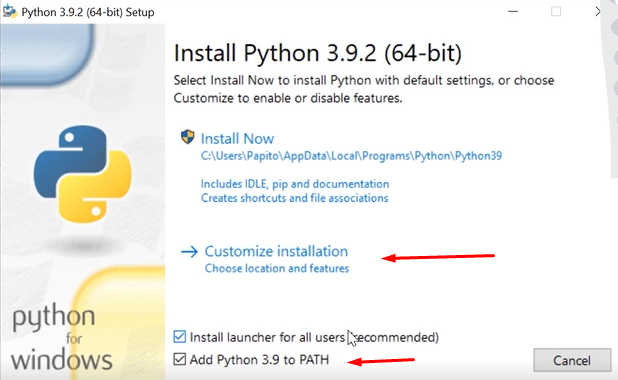 Python 3.9.2 (64-bit) Setup
Install Python 3.9.2 (64-bit)
Select Install Now to install Python with default settings, or choose
Customize to enable or disable features.
Install Now
C:\Users\Papito\AppData\Local\Programs\Python\Python39
Includes IDLE, pip and documentation
Creates shortcuts and file associations
Customize installation
Choose location and features
python
for
windows
Install launcher for all users (recommended)
Add Python 3.9 to PATH
Cancel